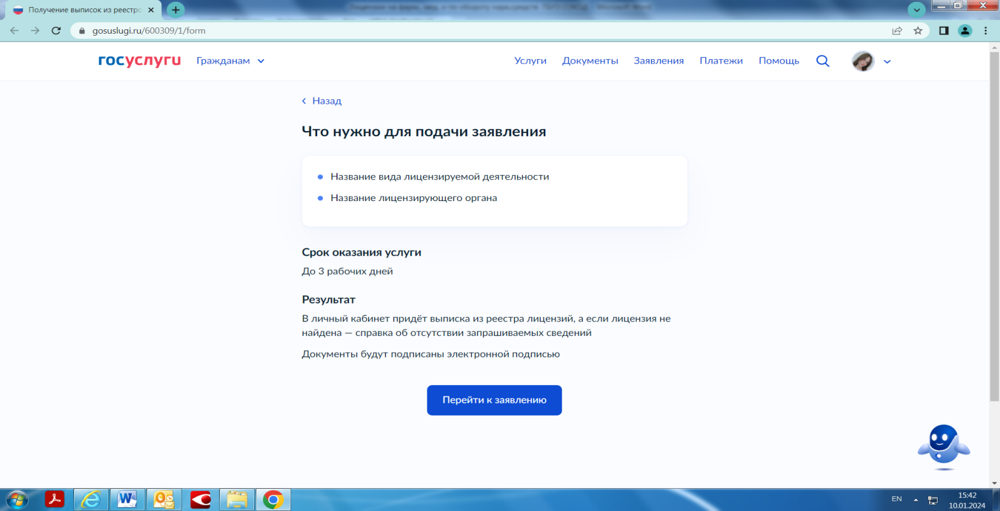 Получение выписок из реестро
gosuslugi.ru/600309/1/form
госуслуги Гражданам Услуги Документы Заявления Платежи Помощь
Назад
Что нужно для подачи заявления
Название вида лицензируемой деятельности
Название лицензирующего органа
Срок оказания услуги
До 3 рабочих дней
Результат
В личный кабинет придёт выписка из реестра лицензий, а если лицензия не
найдена — справка об отсутствии запрашиваемых сведений
Документы будут подписаны электронной подписью
Перейти к заявлению
EN 15:42
10.01.2024